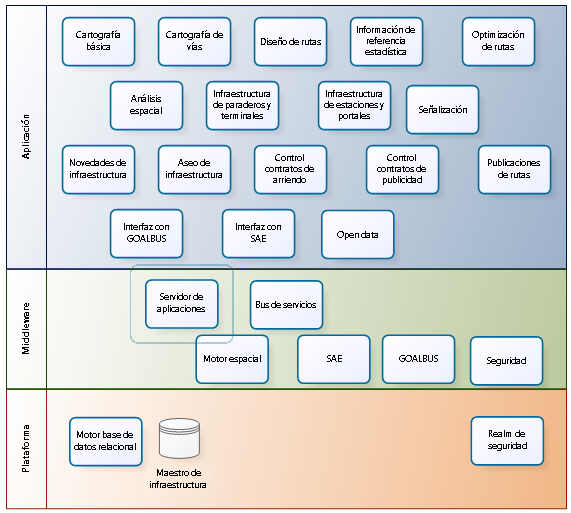 Aplicación
Cartografía
básica
Cartografía
de vías
Diseño de rutas
Información de
referencia
estadística
Optimización
de rutas
Análisis
espacial
Infraestructura
de paraderos y
terminales
Infraestructura
de estaciones y
portales
Señalización
Novedades de
infraestructura
Aseo de
infraestructura
Control
contratos de
arriendo
Control
contratos de
publicidad
Publicaciones
de rutas
Interfaz con
GOALBUS
Interfaz con
SAE
Open data
Middleware
Servidor de
aplicaciones
Bus de servicios
Motor espacial
SAE
GOALBUS
Seguridad
Plataforma
Motor base de
datos relacional
Maestro de
infraestructura
Realm de
seguridad